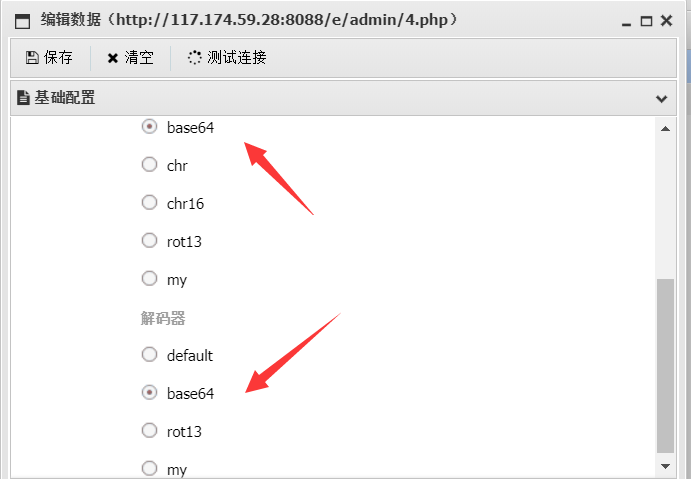 编辑数据（http://117.174.59.28:8088/e/admin/4.php）
保存 清空 测试连接
基础配置
base64
chr
chr16
rot13
my
解码器
default
base64
rot13
my